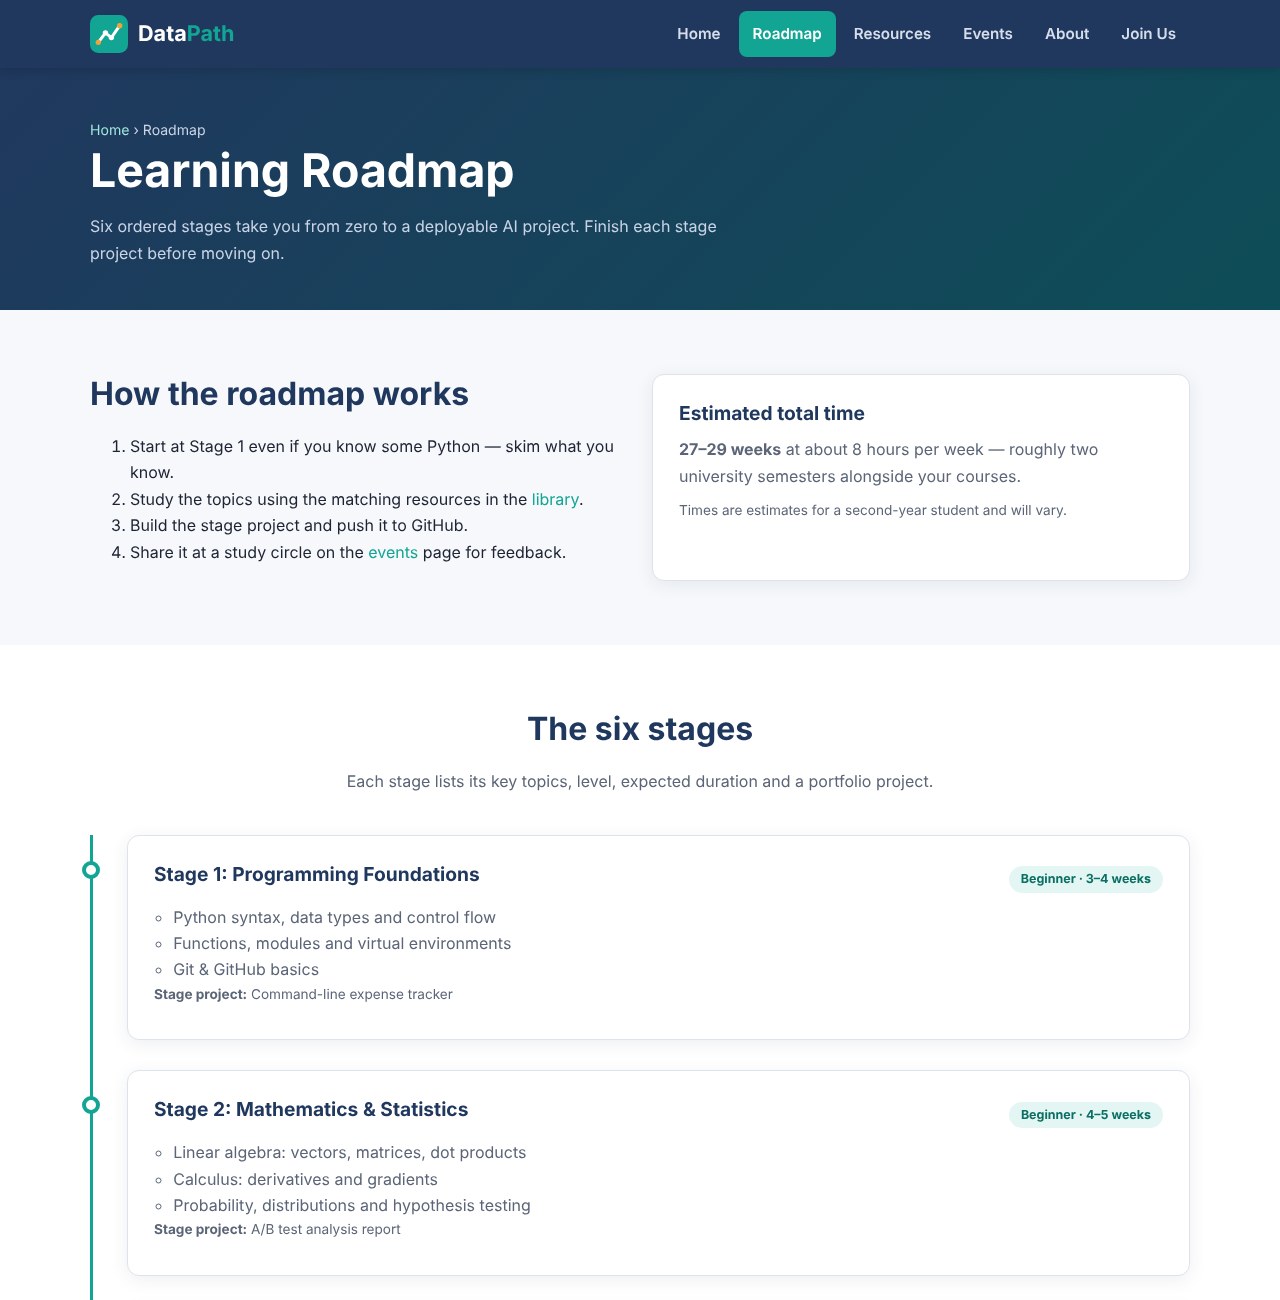 DataPath
Home Roadmap Resources Events About Join Us
Home › Roadmap
Learning Roadmap
Six ordered stages take you from zero to a deployable AI project. Finish each stage
project before moving on.
How the roadmap works
1. Start at Stage 1 even if you know some Python — skim what you
know.
2. Study the topics using the matching resources in the library.
3. Build the stage project and push it to GitHub.
4. Share it at a study circle on the events page for feedback.
Estimated total time
27–29 weeks at about 8 hours per week — roughly two
university semesters alongside your courses.
Times are estimates for a second-year student and will vary.
The six stages
Each stage lists its key topics, level, expected duration and a portfolio project.
Stage 1: Programming Foundations
Beginner · 3–4 weeks
Python syntax, data types and control flow
Functions, modules and virtual environments
Git & GitHub basics
Stage project: Command-line expense tracker
Stage 2: Mathematics & Statistics
Beginner · 4–5 weeks
Linear algebra: vectors, matrices, dot products
Calculus: derivatives and gradients
Probability, distributions and hypothesis testing
Stage project: A/B test analysis report